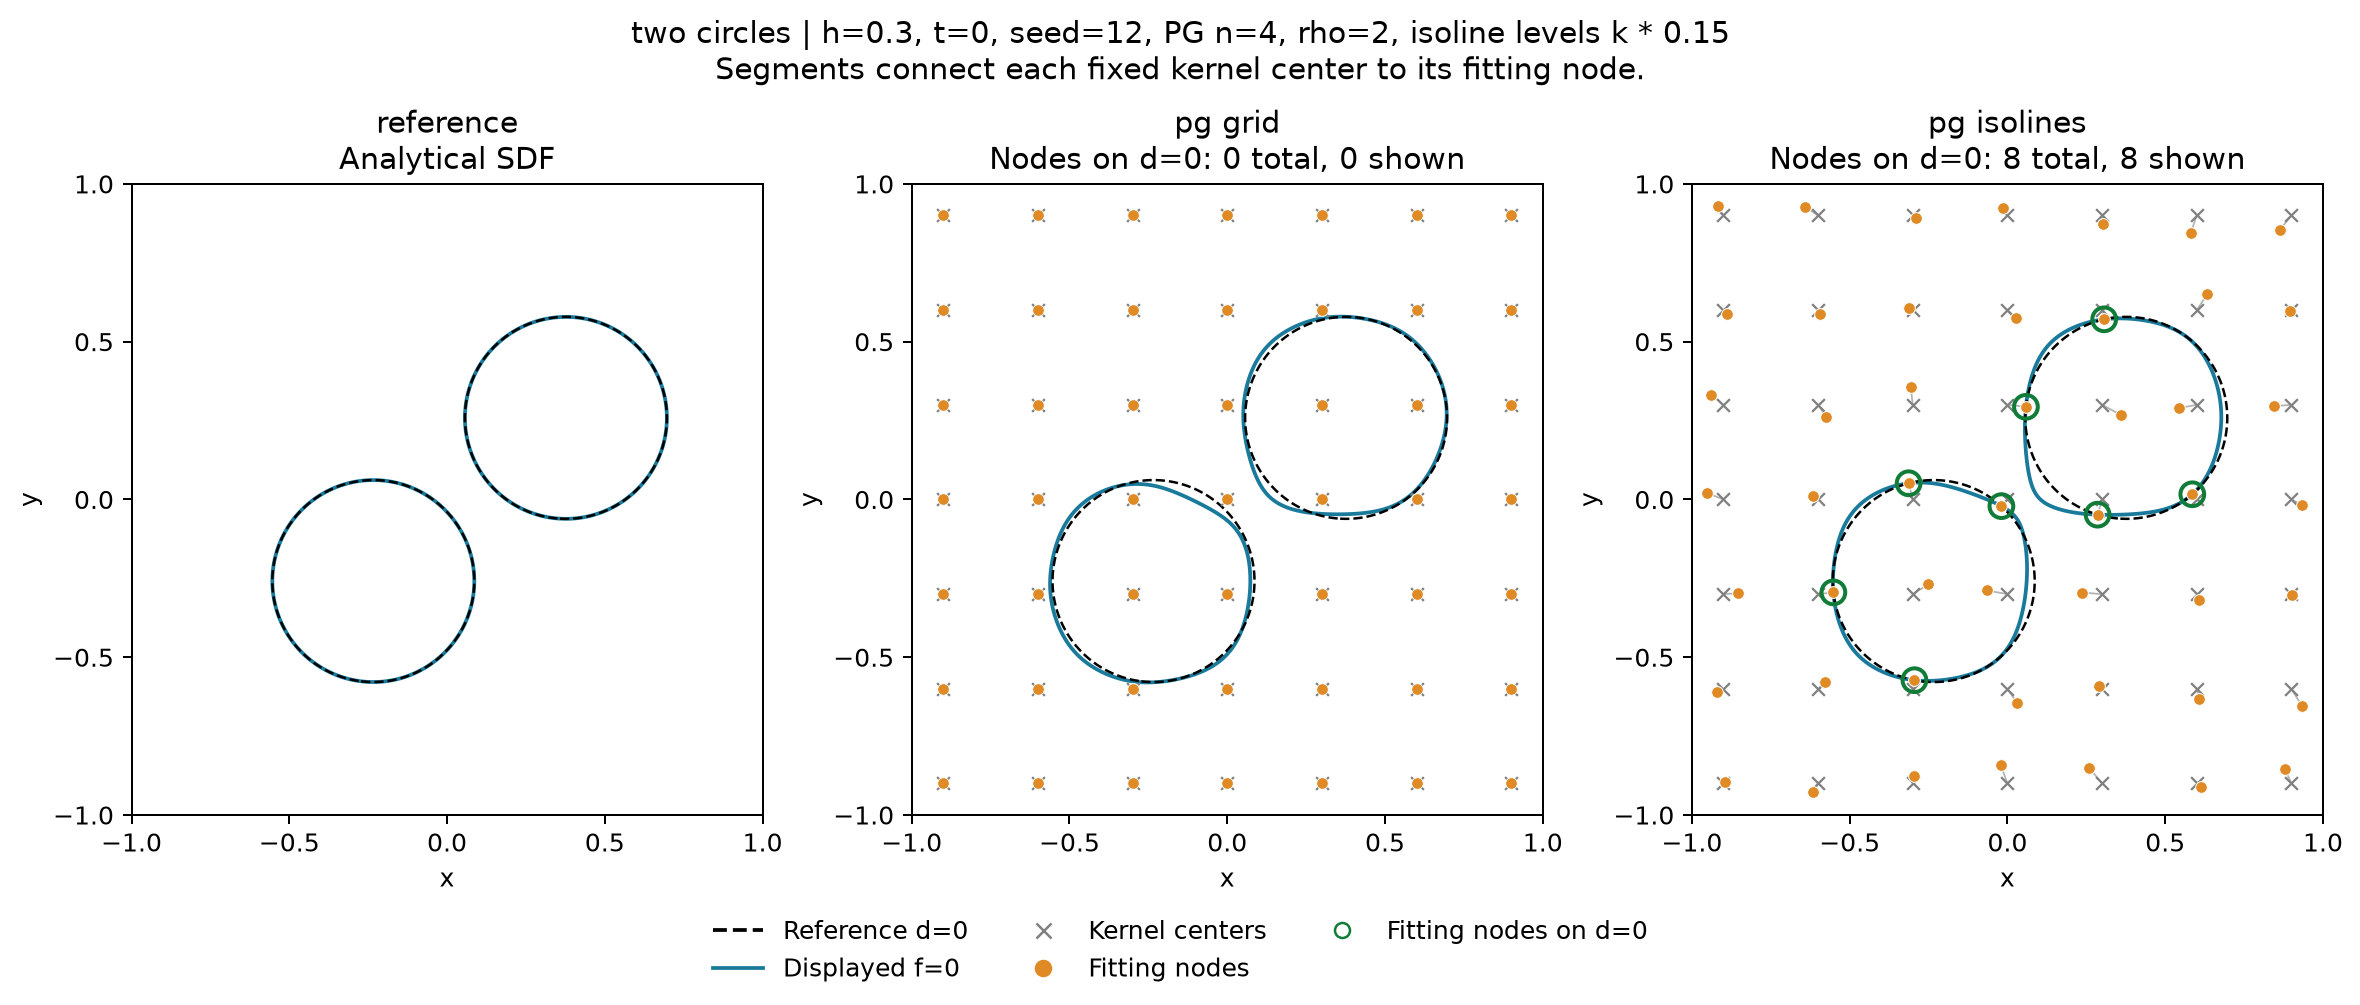 two circles | h=0.3, t=0, seed=12, PG n=4, rho=2, isoline levels k * 0.15
Segments connect each fixed kernel center to its fitting node.
reference
Analytical SDF
1.0
0.5
0.0
−0.5
−1.0
y
−1.0 −0.5 0.0 0.5 1.0
x
pg grid
Nodes on d=0: 0 total, 0 shown
1.0
0.5
0.0
−0.5
−1.0
y
−1.0 −0.5 0.0 0.5 1.0
x
pg isolines
Nodes on d=0: 8 total, 8 shown
1.0
0.5
0.0
−0.5
−1.0
y
−1.0 −0.5 0.0 0.5 1.0
x
Reference d=0
Displayed f=0
Kernel centers
Fitting nodes
Fitting nodes on d=0